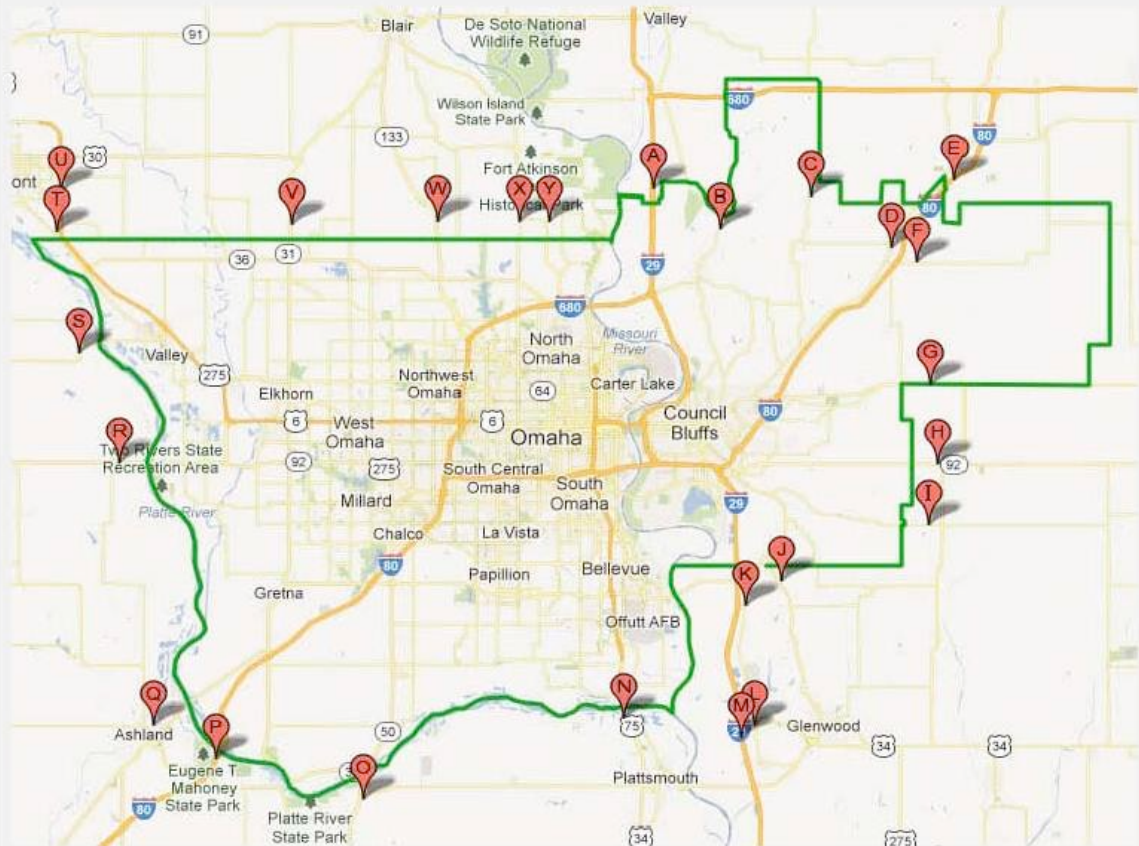 De Soto National
Wildlife Refuge
Valley
Blair
91
Wilson Island
State Park
680
133
80
30
Fort Atkinson
U
A
E
C
ont
T
V
W
X
Y
Historical Park
B
80
D
F
36
31
29
680
S
Valley
North
Omaha
Missouri
River
275
Northwest
Omaha
64
Carter Lake
G
Elkhorn
6
West
Omaha
6
Council
Bluffs
80
R
Omaha
H
Two Rivers State
Recreation Area
92
275
South Central
Omaha
92
Millard
South
Omaha
29
I
Platte River
Chalco
La Vista
80
Papillion
Bellevue
J
Gretna
K
Offutt AFB
Q
N
L
M
29
75
Glenwood
Ashland
P
50
34
34
Eugene T
Mahoney
State Park
O
Plattsmouth
80
Platte River
State Park
34
275